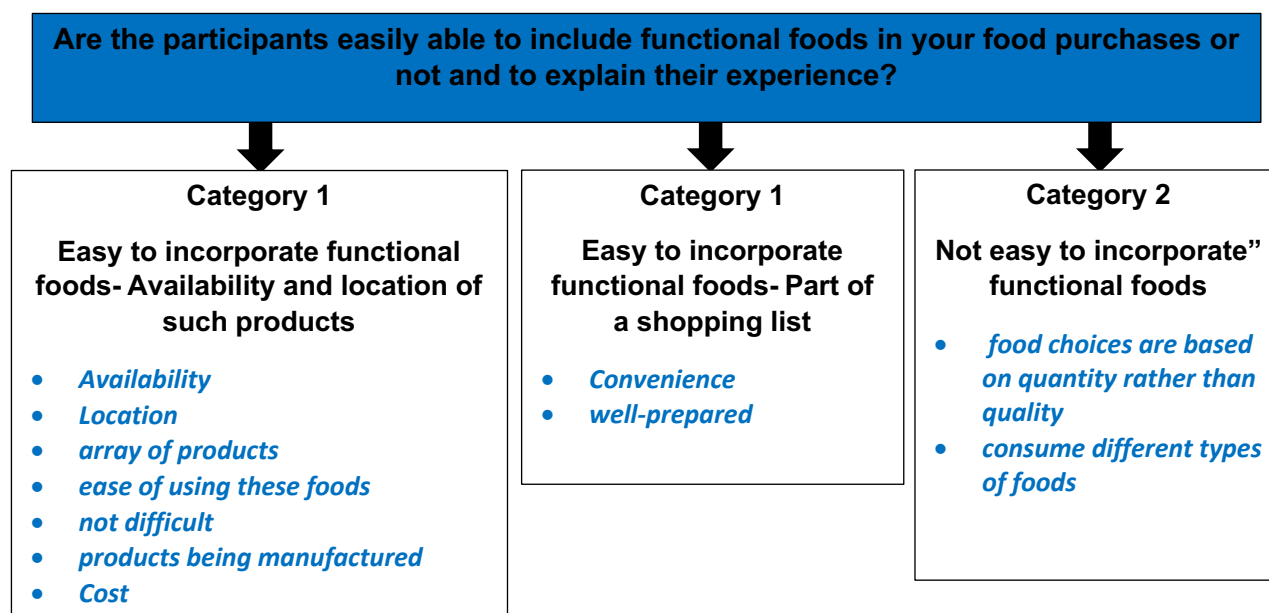 Are the participants easily able to include functional foods in your food purchases or
not and to explain their experience?
Category 1
Easy to incorporate functional
foods- Availability and location of
such products
• Availability
• Location
• array of products
• ease of using these foods
• not difficult
• products being manufactured
• Cost
Category 1
Easy to incorporate
functional foods- Part of
a shopping list
• Convenience
• well-prepared
Category 2
Not easy to incorporate”
functional foods
• food choices are based
on quantity rather than
quality
• consume different types
of foods